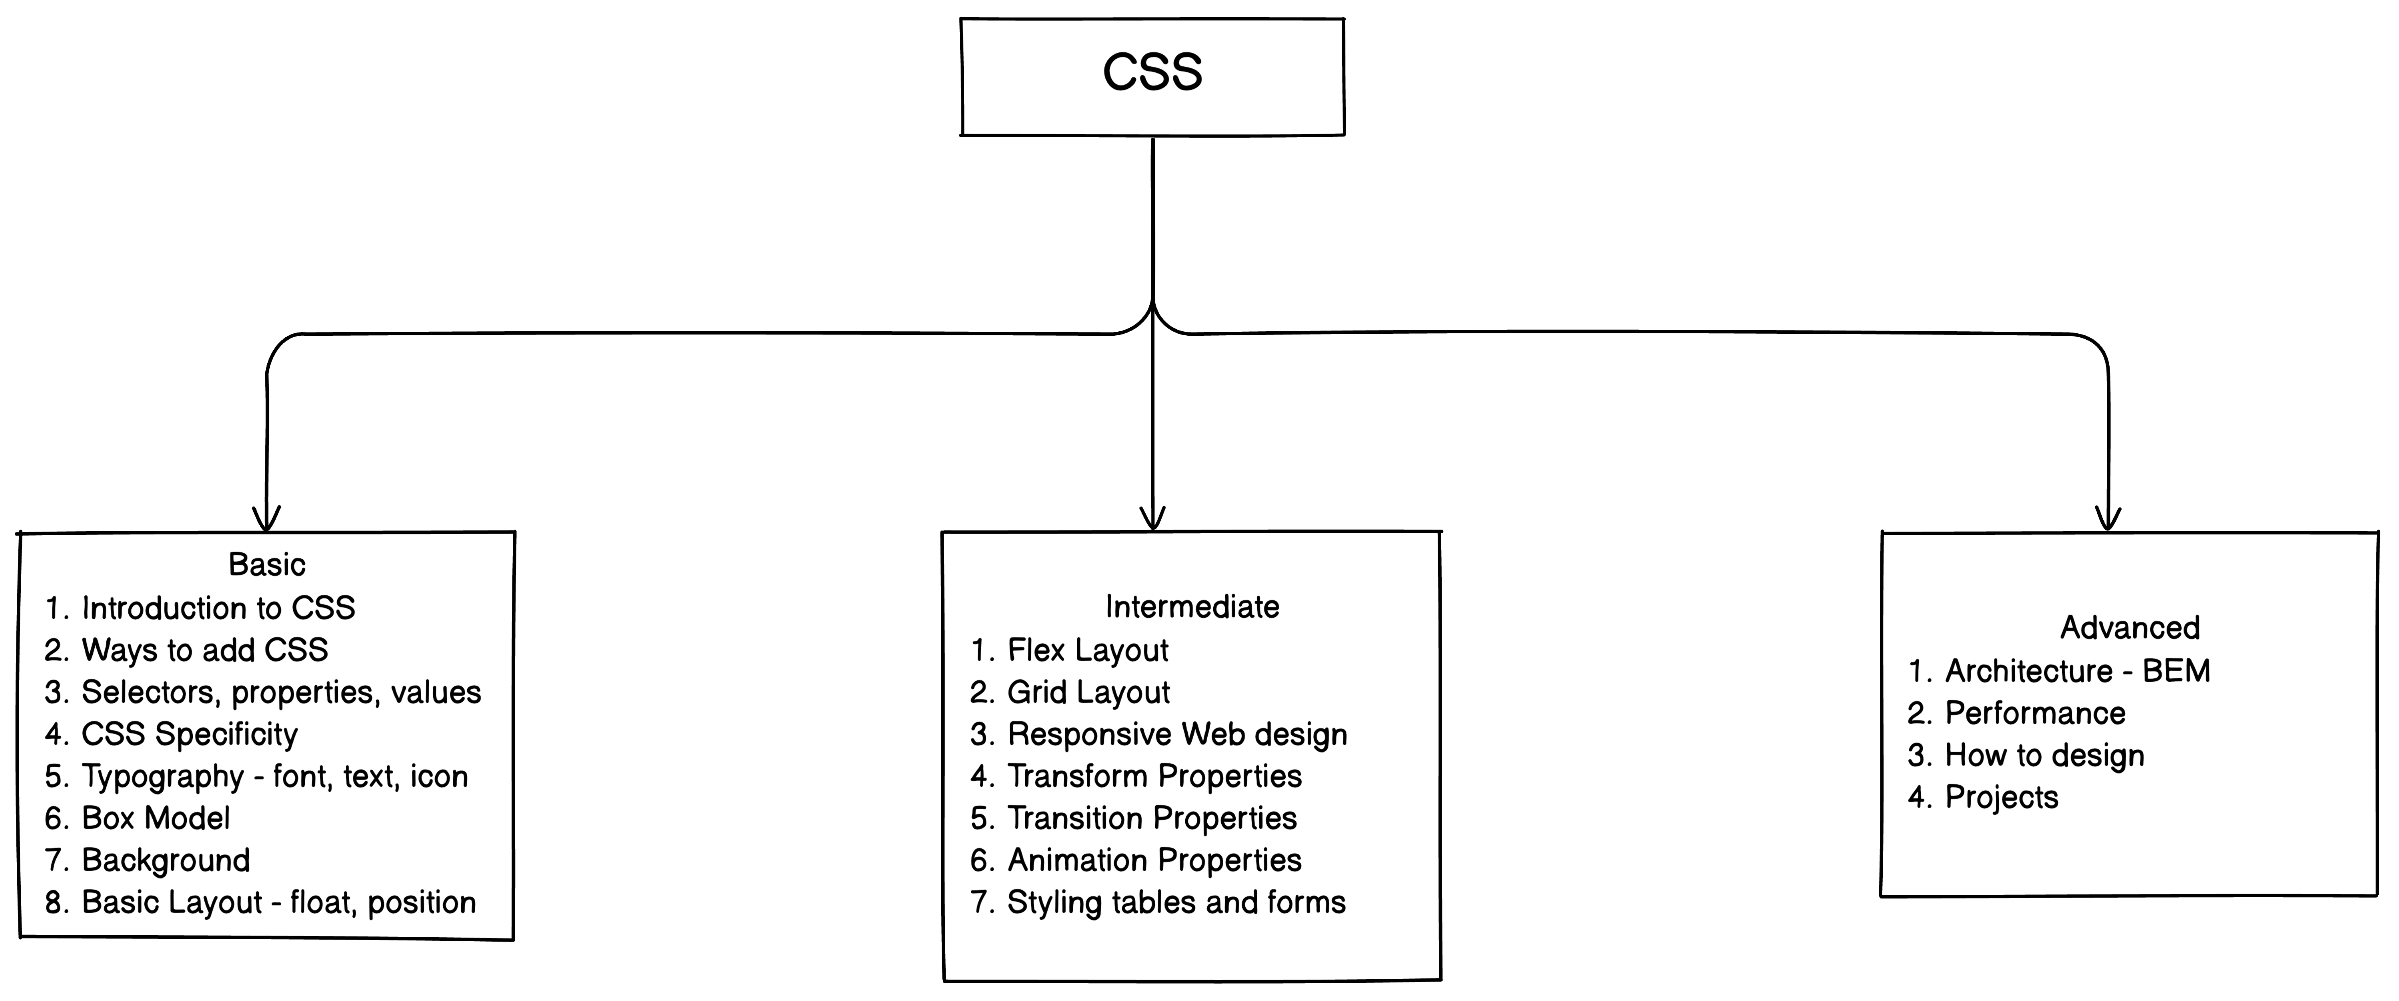 CSS
Basic
1. Introduction to CSS
2. Ways to add CSS
3. Selectors, properties, values
4. CSS Specificity
5. Typography - font, text, icon
6. Box Model
7. Background
8. Basic Layout - float, position
Intermediate
1. Flex Layout
2. Grid Layout
3. Responsive Web design
4. Transform Properties
5. Transition Properties
6. Animation Properties
7. Styling tables and forms
Advanced
1. Architecture - BEM
2. Performance
3. How to design
4. Projects